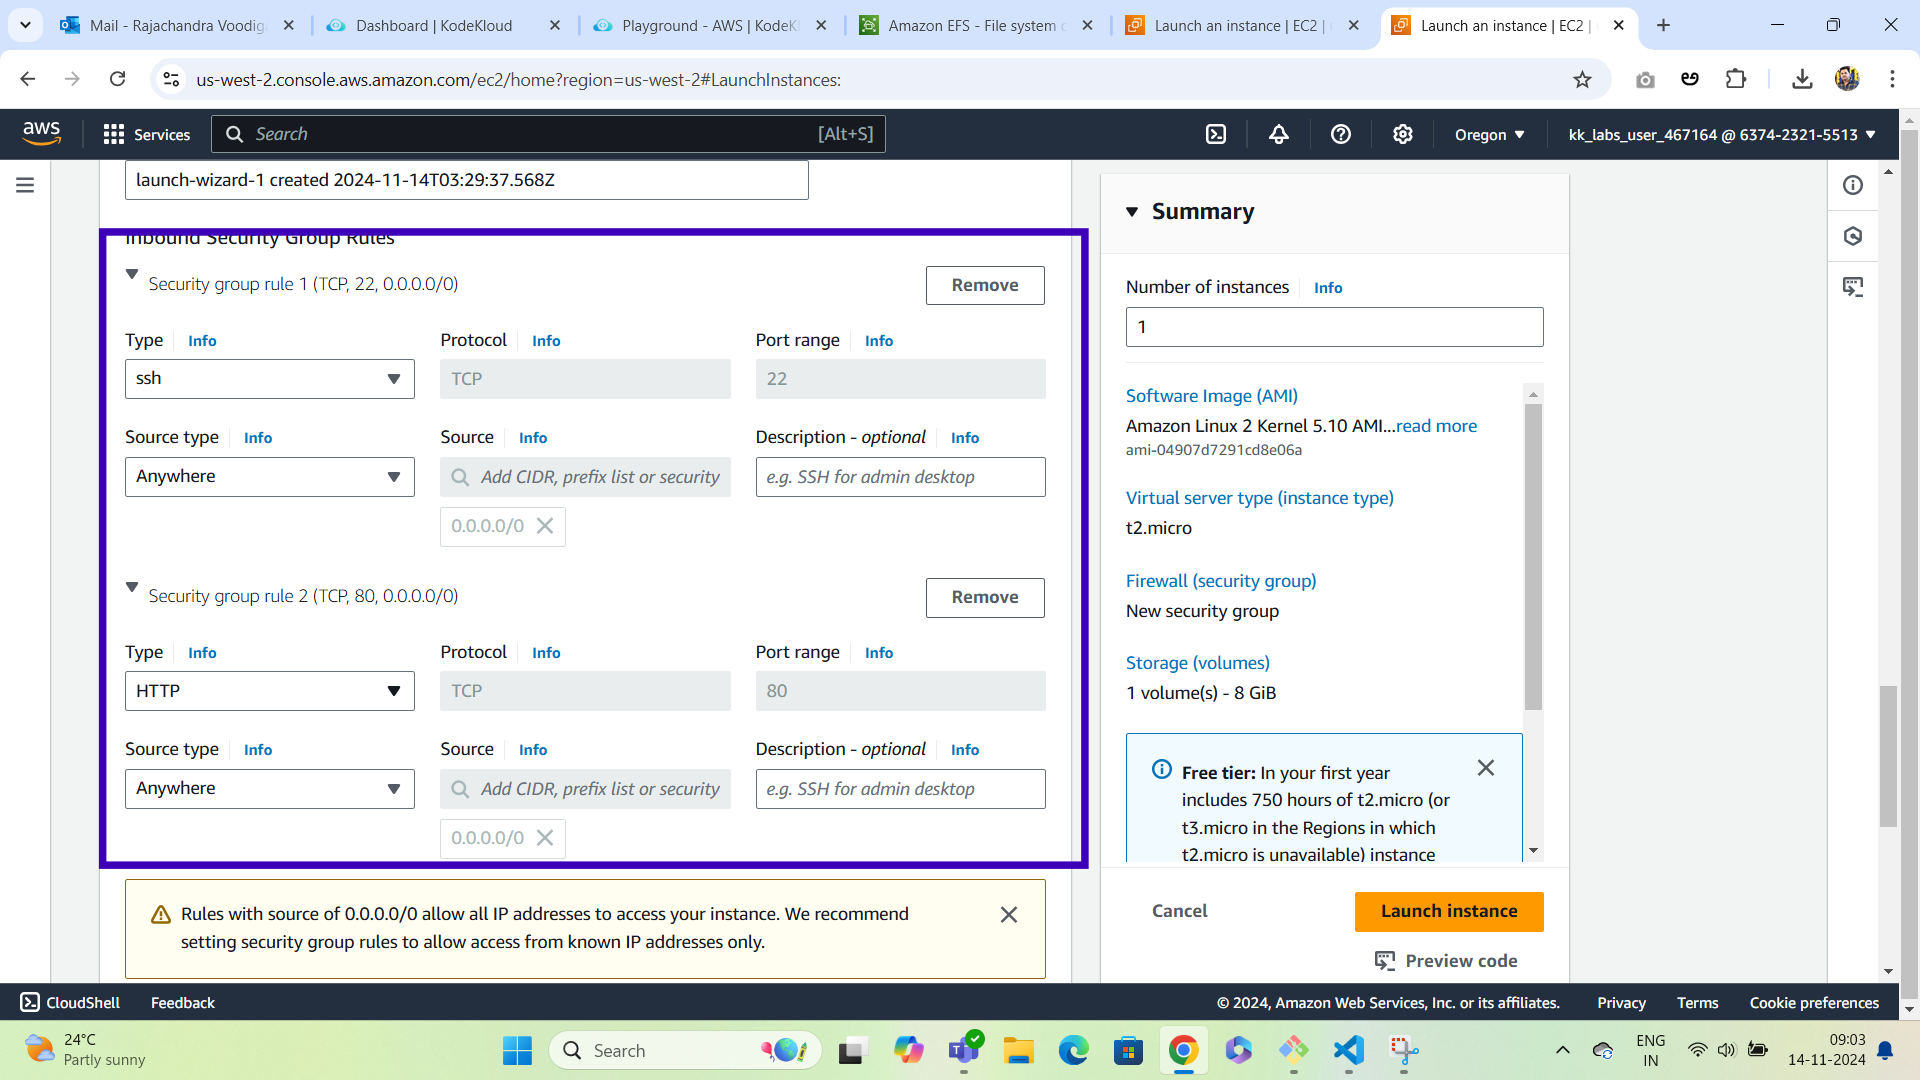 Mail - Rajachandra Voodig
Dashboard | KodeKloud
Playground - AWS | KodeK
Amazon EFS - File system
Launch an instance | EC2 |
Launch an instance | EC2 |
us-west-2.console.aws.amazon.com/ec2/home?region=us-west-2#LaunchInstances:
aws
Services
Search
[Alt+S]
Oregon
kk_labs_user_467164 @ 6374-2321-5513
launch-wizard-1 created 2024-11-14T03:29:37.568Z
Inbound Security Group Rules
Security group rule 1 (TCP, 22, 0.0.0.0/0)
Remove
Type Info
Protocol Info
Port range Info
ssh
TCP
22
Source type Info
Source Info
Description - optional Info
Anywhere
Add CIDR, prefix list or security
e.g. SSH for admin desktop
0.0.0.0/0
Security group rule 2 (TCP, 80, 0.0.0.0/0)
Remove
Type Info
Protocol Info
Port range Info
HTTP
TCP
80
Source type Info
Source Info
Description - optional Info
Anywhere
Add CIDR, prefix list or security
e.g. SSH for admin desktop
0.0.0.0/0
Rules with source of 0.0.0.0/0 allow all IP addresses to access your instance. We recommend
setting security group rules to allow access from known IP addresses only.
Summary
Number of instances Info
1
Software Image (AMI)
Amazon Linux 2 Kernel 5.10 AMI...read more
ami-04907d7291cd8e06a
Virtual server type (instance type)
t2.micro
Firewall (security group)
New security group
Storage (volumes)
1 volume(s) - 8 GiB
Free tier: In your first year
includes 750 hours of t2.micro (or
t3.micro in the Regions in which
t2.micro is unavailable) instance
Cancel
Launch instance
Preview code
CloudShell
Feedback
© 2024, Amazon Web Services, Inc. or its affiliates.
Privacy
Terms
Cookie preferences
24°C
Partly sunny
Search
ENG
IN
09:03
14-11-2024